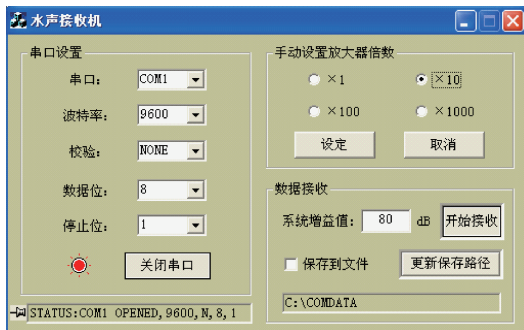 水声接收机
串口设置
串口: COM1
波特率: 9600
校验: NONE
数据位: 8
停止位: 1
关闭串口
STATUS:COM1 OPENED, 9600, N, 8, 1
手动设置放大器倍数
×1 ×10
×100 ×1000
设定 取消
数据接收
系统增益值: 80 dB 开始接收
保存到文件 更新保存路径
C:\COMDATA